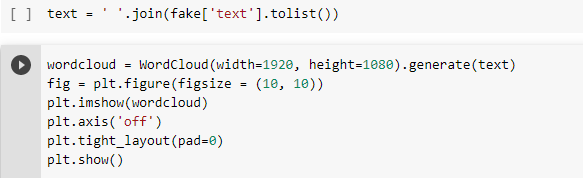 [ ] text = ' '.join(fake['text'].tolist())
wordcloud = WordCloud(width=1920, height=1080).generate(text)
fig = plt.figure(figsize = (10, 10))
plt.imshow(wordcloud)
plt.axis('off')
plt.tight_layout(pad=0)
plt.show()